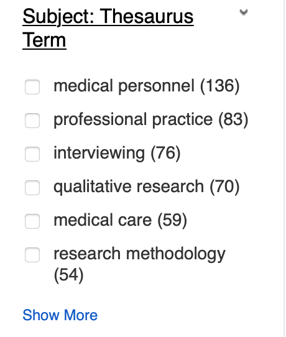 Subject: Thesaurus
Term
medical personnel (136)
professional practice (83)
interviewing (76)
qualitative research (70)
medical care (59)
research methodology
(54)
Show More